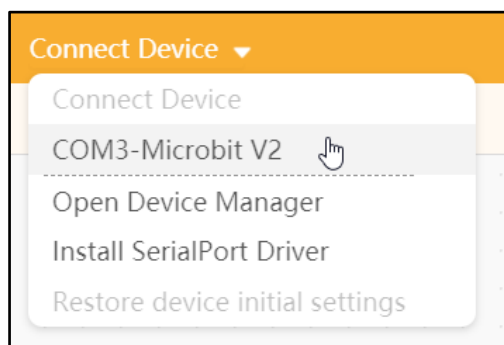 Connect Device
Connect Device
COM3-Microbit V2
Open Device Manager
Install SerialPort Driver
Restore device initial settings